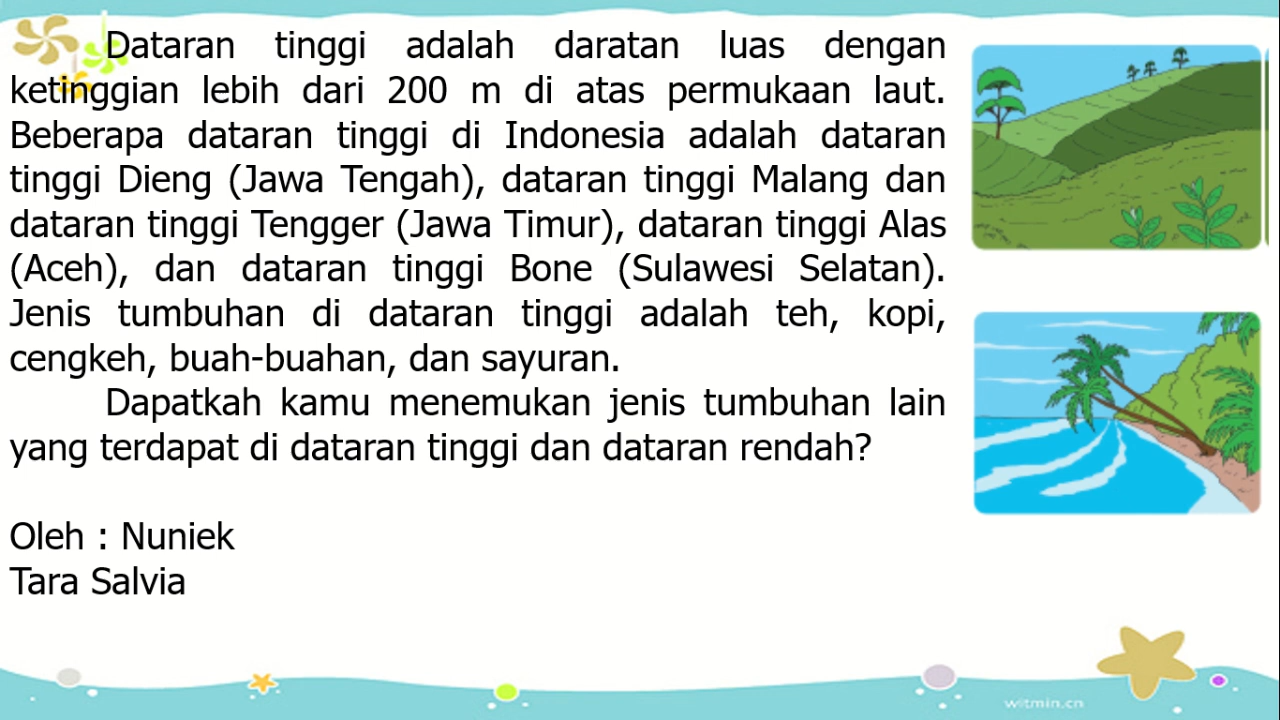 Dataran tinggi adalah daratan luas dengan
ketinggian lebih dari 200 m di atas permukaan laut.
Beberapa dataran tinggi di Indonesia adalah dataran
tinggi Dieng (Jawa Tengah), dataran tinggi Malang dan
dataran tinggi Tengger (Jawa Timur), dataran tinggi Alas
(Aceh), dan dataran tinggi Bone (Sulawesi Selatan).
Jenis tumbuhan di dataran tinggi adalah teh, kopi,
cengkeh, buah-buahan, dan sayuran.
Dapatkah kamu menemukan jenis tumbuhan lain
yang terdapat di dataran tinggi dan dataran rendah?
Oleh : Nuniek
Tara Salvia
witmin.cn